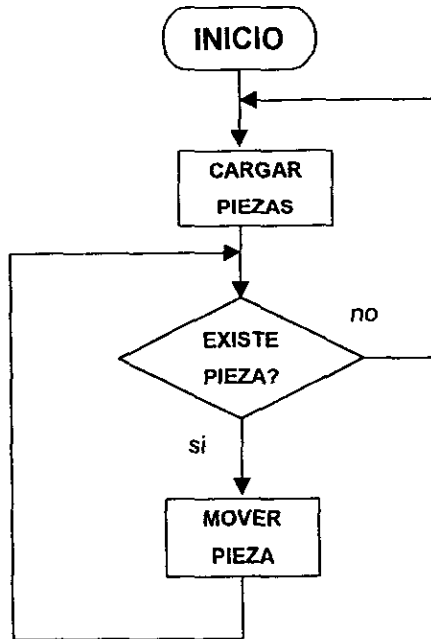 INICIO
CARGAR
PIEZAS
no
EXISTE
PIEZA?
si
MOVER
PIEZA